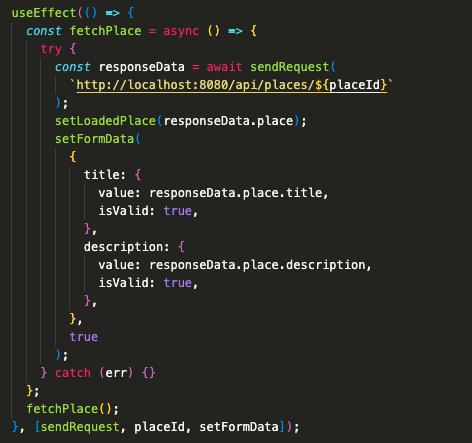 useEffect(() => {
  const fetchPlace = async () => {
    try {
      const responseData = await sendRequest(
        `http://localhost:8080/api/places/${placeId}`
      );
      setLoadedPlace(responseData.place);
      setFormData(
        {
          title: {
            value: responseData.place.title,
            isValid: true,
          },
          description: {
            value: responseData.place.description,
            isValid: true,
          },
        },
        true
      );
    } catch (err) {}
  };
  fetchPlace();
}, [sendRequest, placeId, setFormData]);